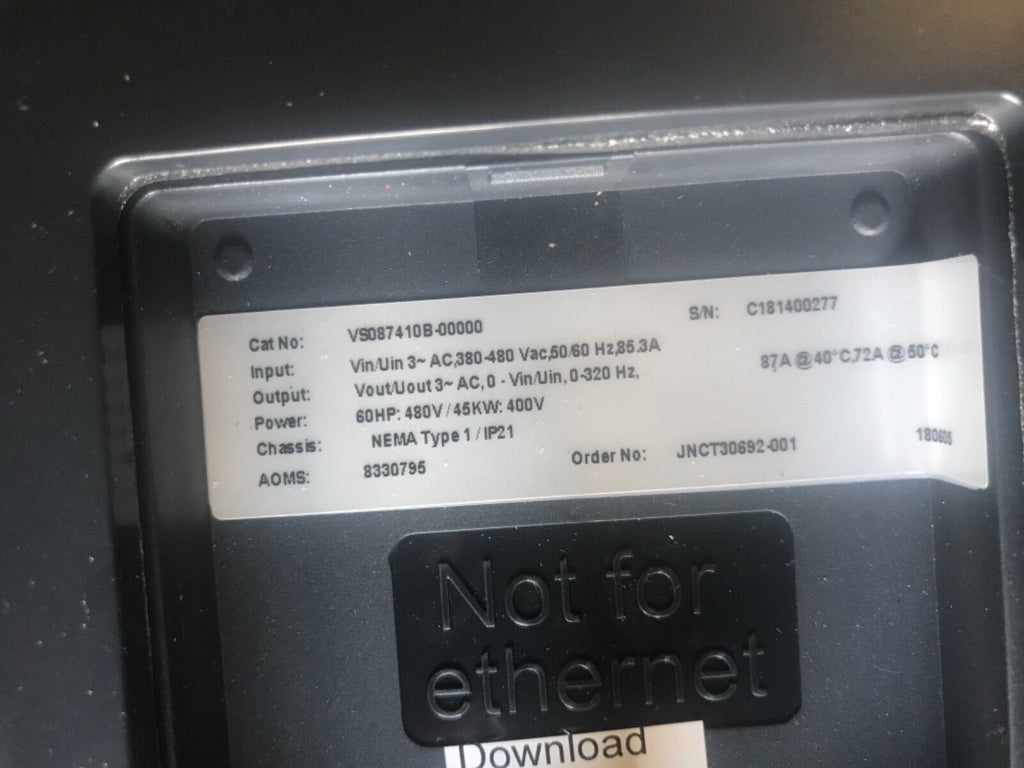 Cat No: VS087410B-00000 S/N: C181400277
Input: Vin/Uin 3~ AC,380-480 Vac,50/60 Hz,85.3A
Output: Vout/Uout 3~ AC, 0 - Vin/Uin, 0-320 Hz, 87A @40°C,72A @50°C
Power: 60HP: 480V / 45KW: 400V
Chassis: NEMA Type 1 / IP21
AOMS: 8330795 Order No: JNCT30692-001 180605
Not for
ethernet
Download